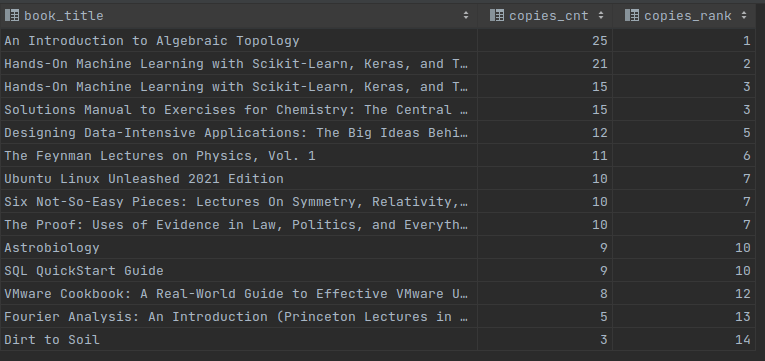 book_title copies_cnt copies_rank
An Introduction to Algebraic Topology 25 1
Hands-On Machine Learning with Scikit-Learn, Keras, and T… 21 2
Hands-On Machine Learning with Scikit-Learn, Keras, and T… 15 3
Solutions Manual to Exercises for Chemistry: The Central … 15 3
Designing Data-Intensive Applications: The Big Ideas Behi… 12 5
The Feynman Lectures on Physics, Vol. 1 11 6
Ubuntu Linux Unleashed 2021 Edition 10 7
Six Not-So-Easy Pieces: Lectures On Symmetry, Relativity,… 10 7
The Proof: Uses of Evidence in Law, Politics, and Everyth… 10 7
Astrobiology 9 10
SQL QuickStart Guide 9 10
VMware Cookbook: A Real-World Guide to Effective VMware U… 8 12
Fourier Analysis: An Introduction (Princeton Lectures in … 5 13
Dirt to Soil 3 14